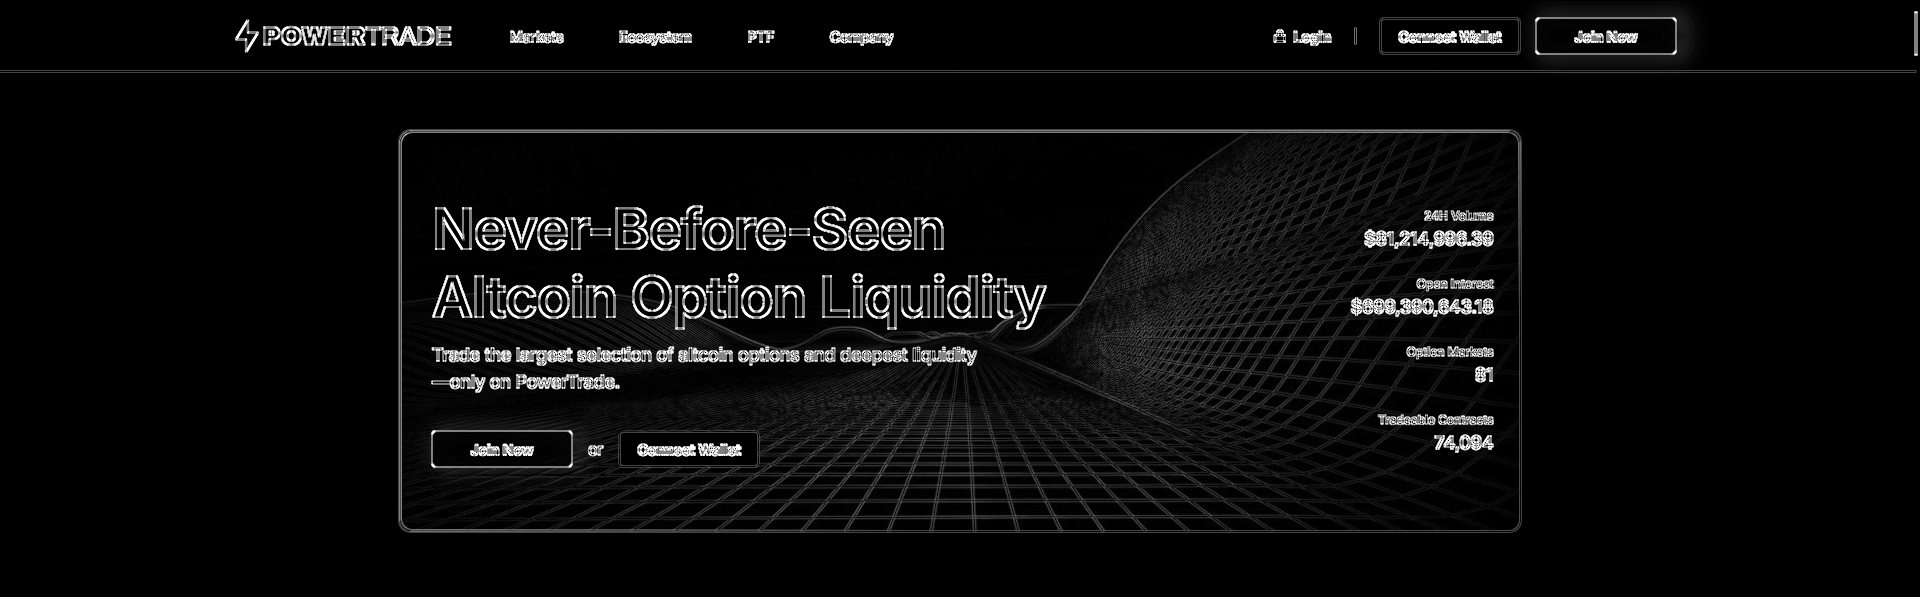 POWERTRADE
Markets
Ecosystem
PTF
Company
Login
Connect Wallet
Join Now
Never-Before-Seen
Altcoin Option Liquidity
Trade the largest selection of altcoin options and deepest liquidity
—only on PowerTrade.
Join Now or Connect Wallet
24H Volume
$81,214,996.39
Open Interest
$699,390,643.18
Option Markets
81
Tradeable Contracts
74,094